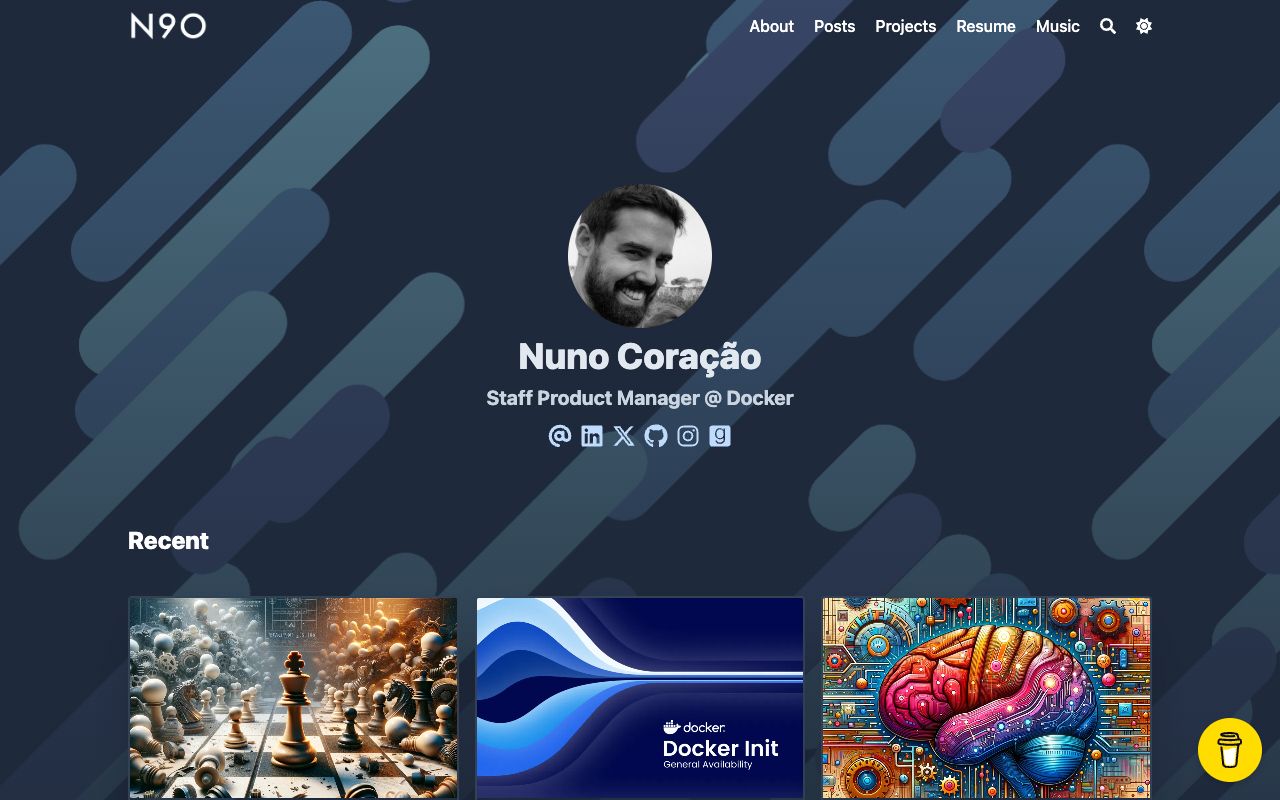 N9O
About
Posts
Projects
Resume
Music
Nuno Coração
Staff Product Manager @ Docker
Recent
docker
Docker Init
General Availability